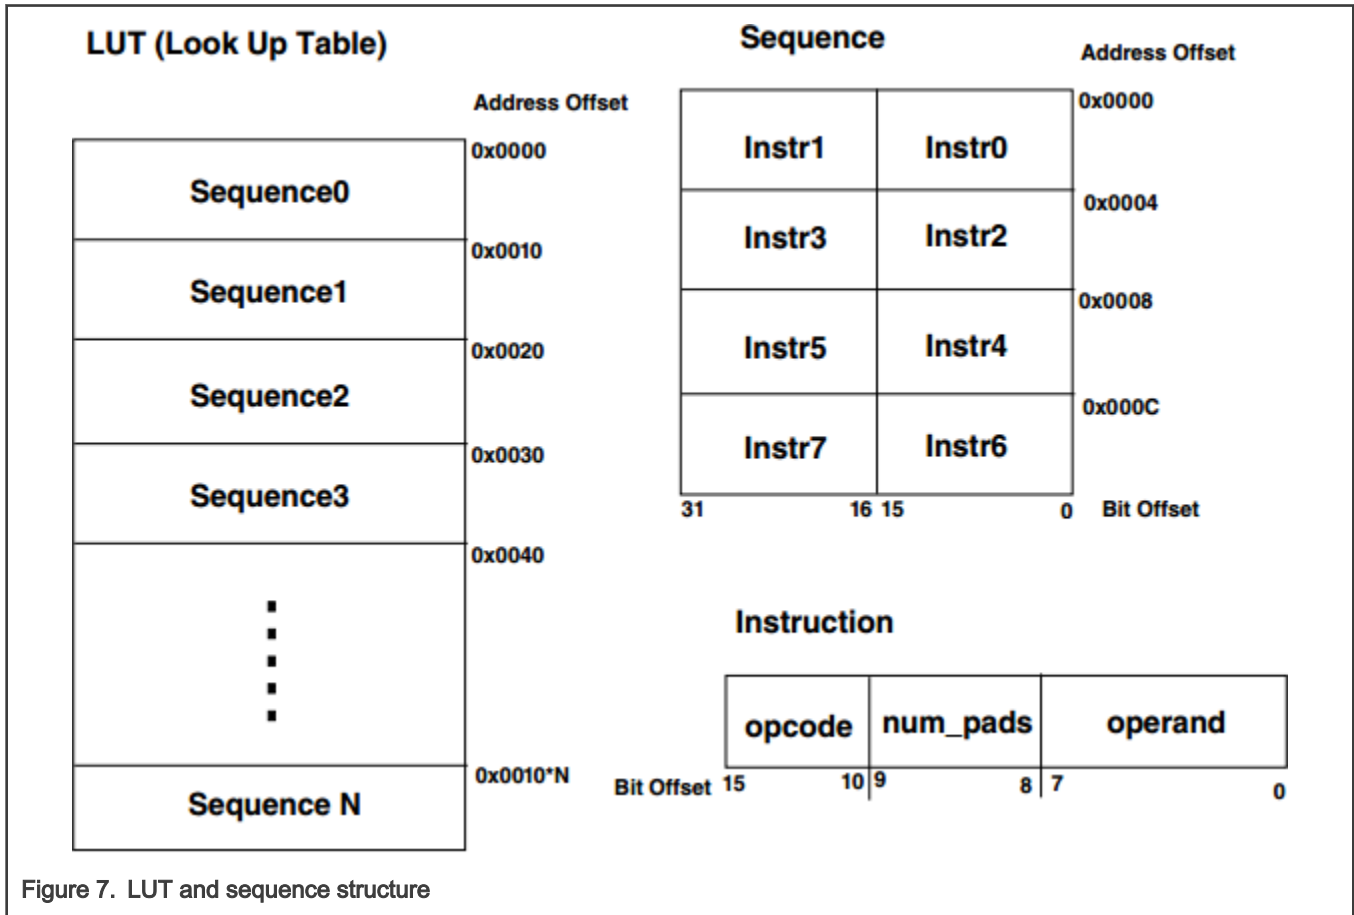 LUT (Look Up Table)
Address Offset
0x0000
Sequence0
0x0010
Sequence1
0x0020
Sequence2
0x0030
Sequence3
0x0040
0x0010*N
Sequence N
Sequence
Address Offset
0x0000
Instr1 Instr0
0x0004
Instr3 Instr2
0x0008
Instr5 Instr4
0x000C
Instr7 Instr6
31 16 15 0 Bit Offset
Instruction
opcode num_pads operand
Bit Offset 15 10 9 8 7 0
Figure 7. LUT and sequence structure